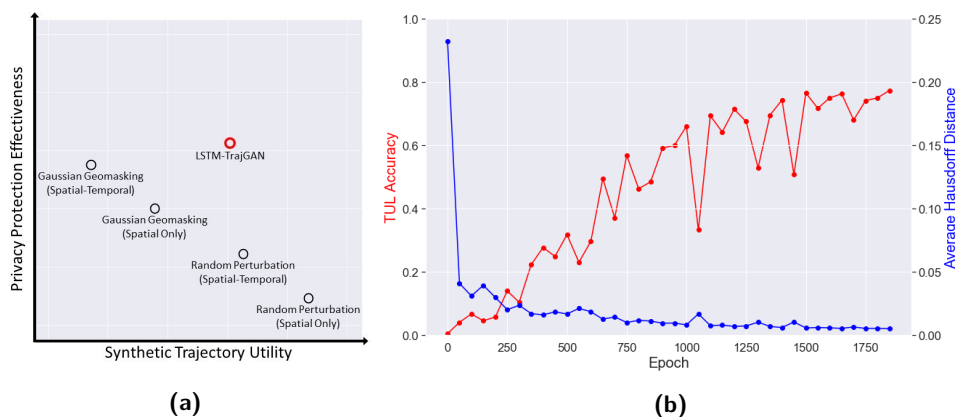 Privacy Protection Effectiveness
LSTM-TrajGAN
Gaussian Geomasking
(Spatial-Temporal)
Gaussian Geomasking
(Spatial Only)
Random Perturbation
(Spatial-Temporal)
Random Perturbation
(Spatial Only)
Synthetic Trajectory Utility
(a)
TUL Accuracy
1.0
0.8
0.6
0.4
0.2
0.0
0.25
0.20
0.15
0.10
0.05
0.00
Average Hausdorff Distance
0 250 500 750 1000 1250 1500 1750
Epoch
(b)